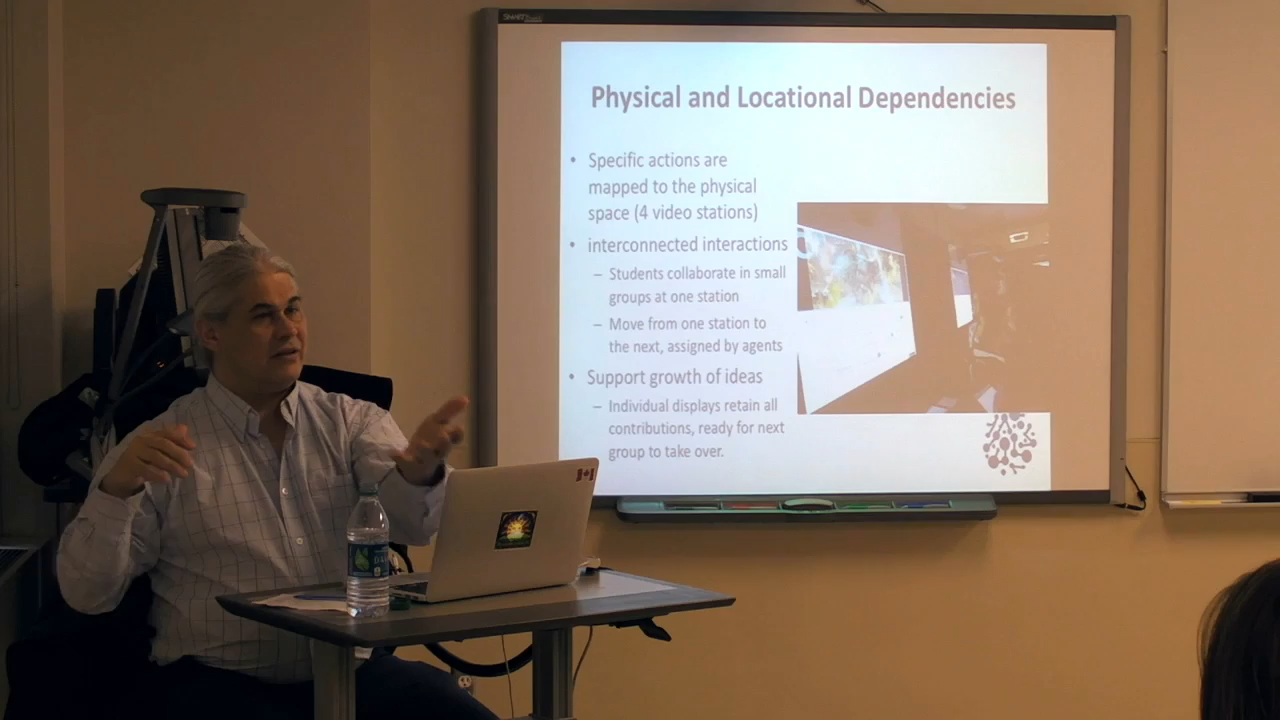 SMART
Physical and Locational Dependencies
• Specific actions are
mapped to the physical
space (4 video stations)
• interconnected interactions
– Students collaborate in small
groups at one station
– Move from one station to
the next, assigned by agents
• Support growth of ideas
– Individual displays retain all
contributions, ready for next
group to take over.